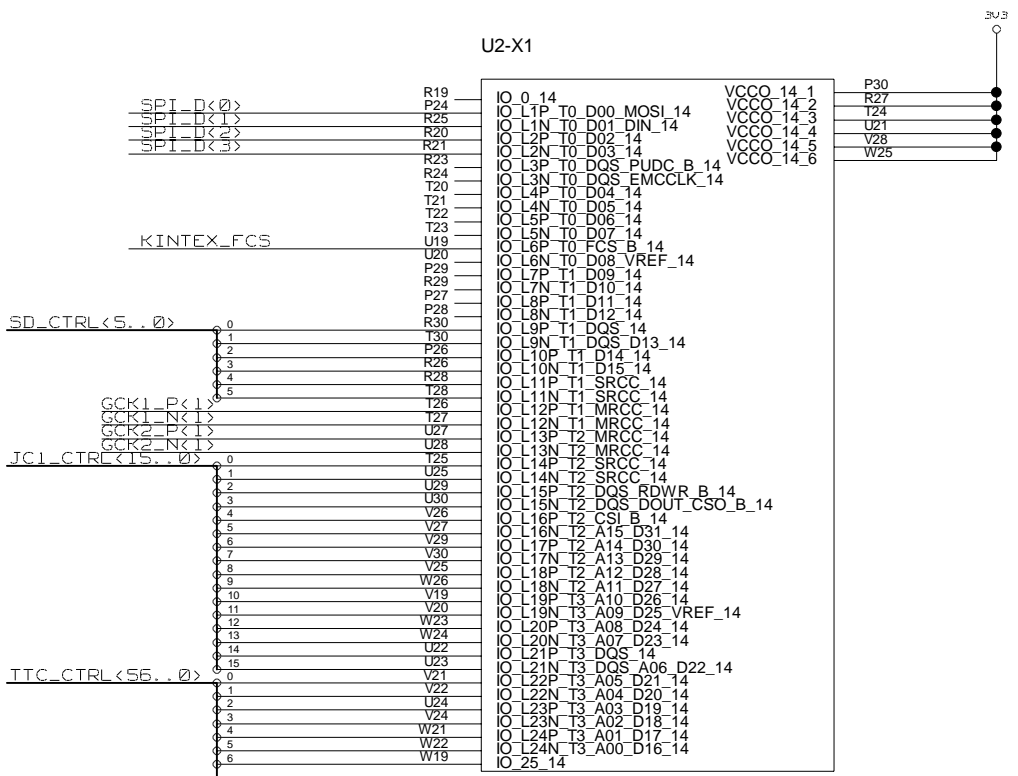 3V3
U2-X1
R19 IO_0_14 VCCO_14_1 P30
SPI_D<0> P24 IO_L1P_T0_D00_MOSI_14 VCCO_14_2 R27
SPI_D<1> R25 IO_L1N_T0_D01_DIN_14 VCCO_14_3 T24
SPI_D<2> R20 IO_L2P_T0_D02_14 VCCO_14_4 U21
SPI_D<3> R21 IO_L2N_T0_D03_14 VCCO_14_5 V28
R23 IO_L3P_T0_DQS_PUDC_B_14 VCCO_14_6 W25
R24 IO_L3N_T0_DQS_EMCCLK_14
T20 IO_L4P_T0_D04_14
T21 IO_L4N_T0_D05_14
T22 IO_L5P_T0_D06_14
T23 IO_L5N_T0_D07_14
KINTEX_FCS U19 IO_L6P_T0_FCS_B_14
U20 IO_L6N_T0_D08_VREF_14
P29 IO_L7P_T1_D09_14
R29 IO_L7N_T1_D10_14
P27 IO_L8P_T1_D11_14
P28 IO_L8N_T1_D12_14
SD_CTRL<5..0> 0 R30 IO_L9P_T1_DQS_14
1 T30 IO_L9N_T1_DQS_D13_14
2 P26 IO_L10P_T1_D14_14
3 R26 IO_L10N_T1_D15_14
4 R28 IO_L11P_T1_SRCC_14
5 T28 IO_L11N_T1_SRCC_14
GCK1_P<1> T26 IO_L12P_T1_MRCC_14
GCK1_N<1> T27 IO_L12N_T1_MRCC_14
GCK2_P<1> U27 IO_L13P_T2_MRCC_14
GCK2_N<1> U28 IO_L13N_T2_MRCC_14
JC1_CTRL<15..0> 0 T25 IO_L14P_T2_SRCC_14
1 U25 IO_L14N_T2_SRCC_14
2 U29 IO_L15P_T2_DQS_RDWR_B_14
3 U30 IO_L15N_T2_DQS_DOUT_CSO_B_14
4 V26 IO_L16P_T2_CSI_B_14
5 V27 IO_L16N_T2_A15_D31_14
6 V29 IO_L17P_T2_A14_D30_14
7 V30 IO_L17N_T2_A13_D29_14
8 V25 IO_L18P_T2_A12_D28_14
9 W26 IO_L18N_T2_A11_D27_14
10 V19 IO_L19P_T3_A10_D26_14
11 V20 IO_L19N_T3_A09_D25_VREF_14
12 W23 IO_L20P_T3_A08_D24_14
13 W24 IO_L20N_T3_A07_D23_14
14 U22 IO_L21P_T3_DQS_14
15 U23 IO_L21N_T3_DQS_A06_D22_14
TTC_CTRL<56..0> 0 V21 IO_L22P_T3_A05_D21_14
1 V22 IO_L22N_T3_A04_D20_14
2 U24 IO_L23P_T3_A03_D19_14
3 V24 IO_L23N_T3_A02_D18_14
4 W21 IO_L24P_T3_A01_D17_14
5 W22 IO_L24N_T3_A00_D16_14
6 W19 IO_25_14